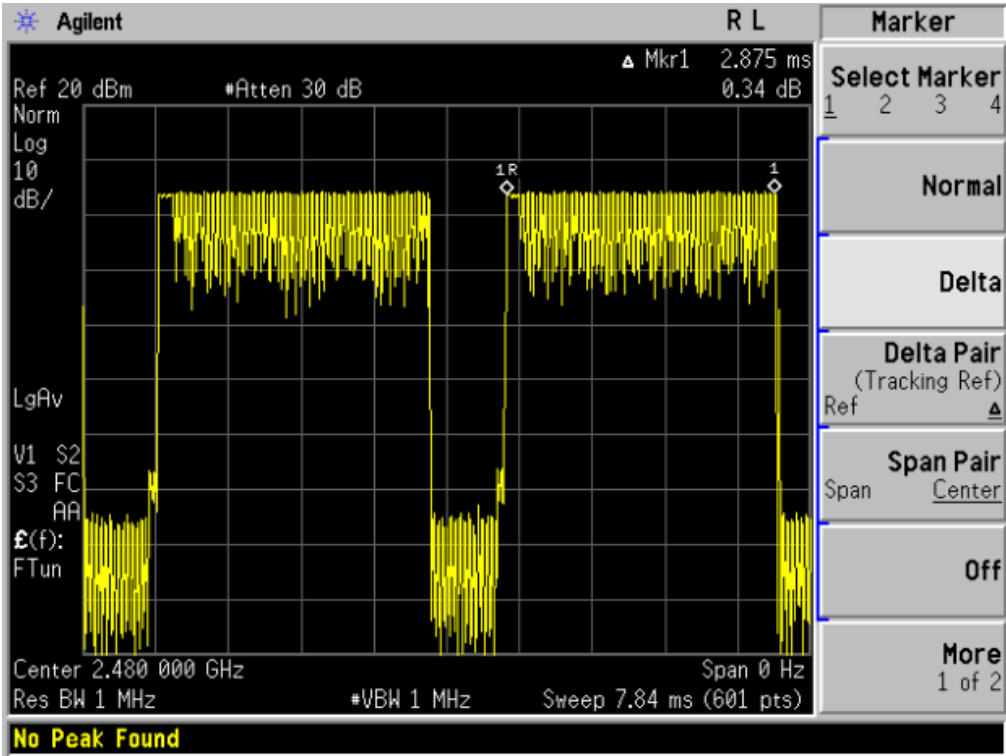 Agilent
R L
Marker
Δ Mkr1 2.875 ms
Ref 20 dBm #Atten 30 dB 0.34 dB
Norm
Log
10
dB/
1R
1
LgAv
V1 S2
S3 FC
AA
£(f):
FTun
Center 2.480 000 GHz Span 0 Hz
Res BW 1 MHz #VBW 1 MHz Sweep 7.84 ms (601 pts)
No Peak Found
Select Marker
1 2 3 4
Normal
Delta
Delta Pair
(Tracking Ref)
Ref Δ
Span Pair
Span Center
Off
More
1 of 2